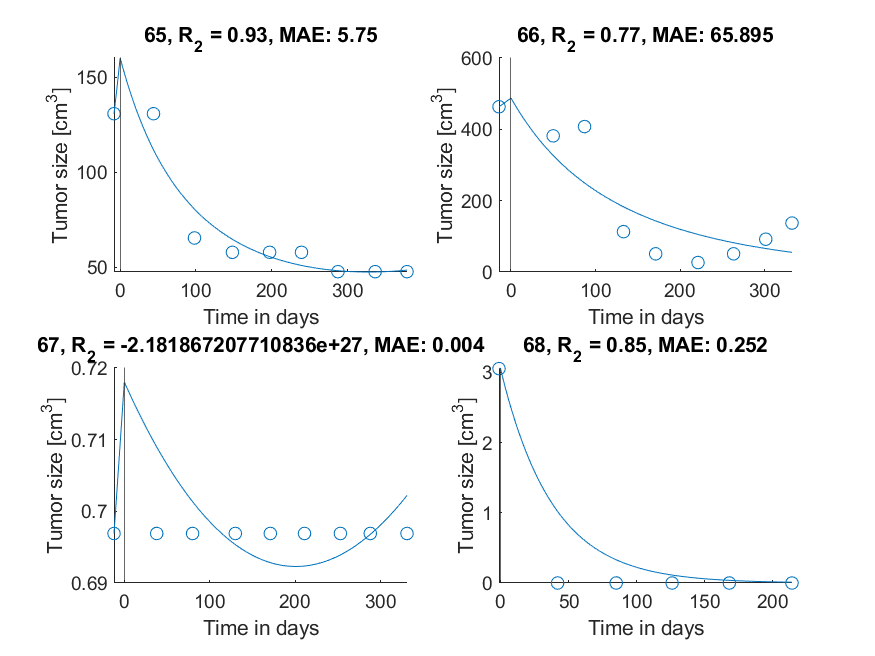 65, R2 = 0.93, MAE: 5.75
Tumor size [cm3]
150
100
50
0 100 200 300
Time in days
66, R2 = 0.77, MAE: 65.895
Tumor size [cm3]
600
400
200
0
0 100 200 300
Time in days
67, R2 = -2.181867207710836e+27, MAE: 0.004
Tumor size [cm3]
0.72
0.71
0.7
0.69
0 100 200 300
Time in days
68, R2 = 0.85, MAE: 0.252
Tumor size [cm3]
3
2
1
0
0 50 100 150 200
Time in days